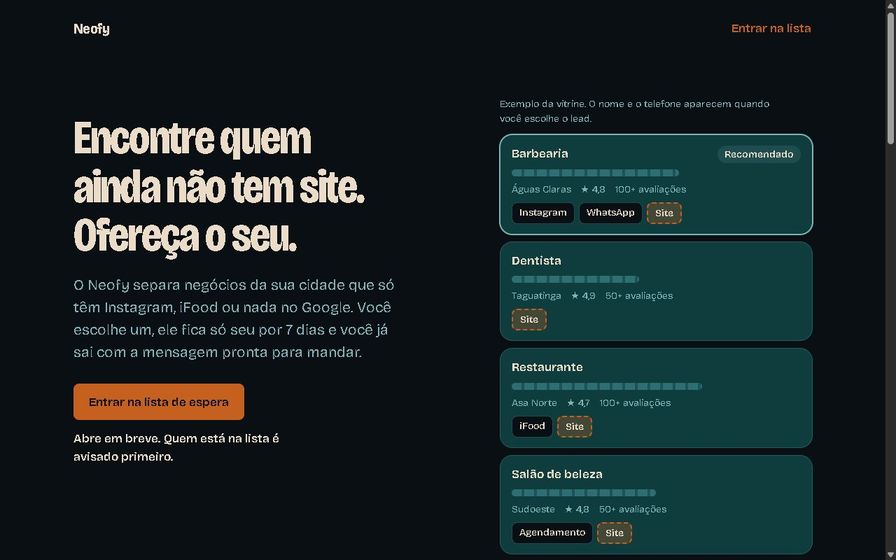 Neofy
Entrar na lista
Encontre quem
ainda não tem site.
Ofereça o seu.
O Neofy separa negócios da sua cidade que só
têm Instagram, iFood ou nada no Google. Você
escolhe um, ele fica só seu por 7 dias e você já
sai com a mensagem pronta para mandar.
Entrar na lista de espera
Abre em breve. Quem está na lista é
avisado primeiro.
Exemplo da vitrine. O nome e o telefone aparecem quando
você escolhe o lead.
Barbearia
Recomendado
Águas Claras ★ 4,8 100+ avaliações
Instagram WhatsApp Site
Dentista
Taguatinga ★ 4,9 50+ avaliações
Site
Restaurante
Asa Norte ★ 4,7 100+ avaliações
iFood Site
Salão de beleza
Sudoeste ★ 4,8 50+ avaliações
Agendamento Site